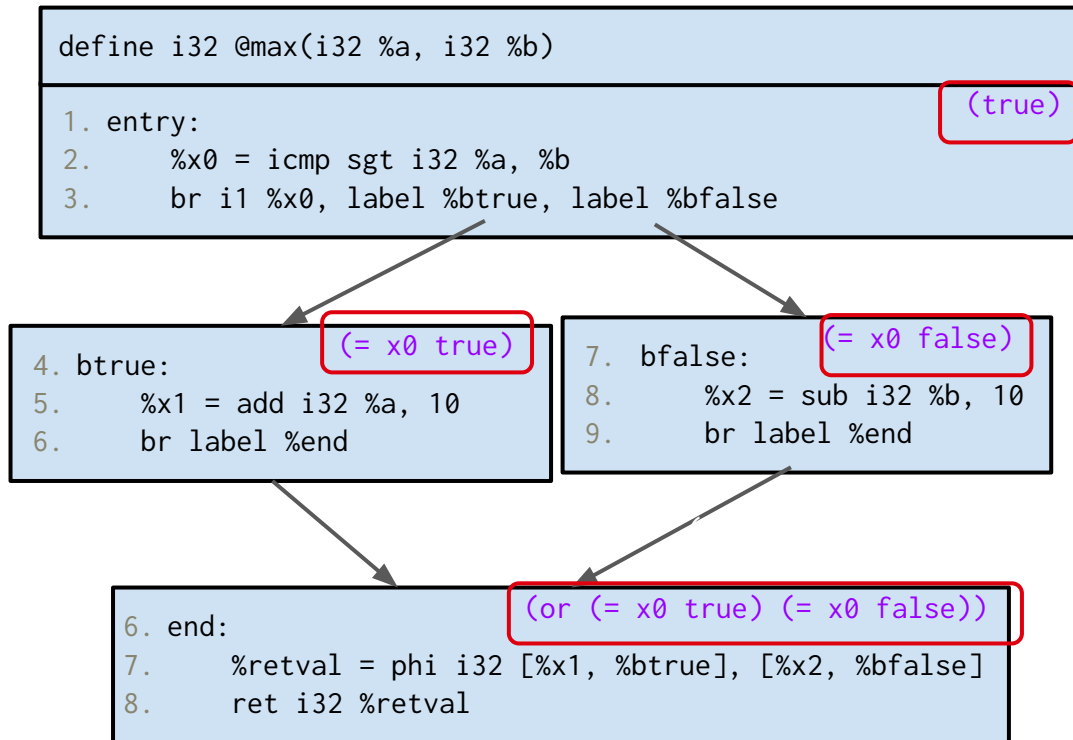 define i32 @max(i32 %a, i32 %b)
(true)
1. entry:
2. %x0 = icmp sgt i32 %a, %b
3. br i1 %x0, label %btrue, label %bfalse
(= x0 true)
4. btrue:
5. %x1 = add i32 %a, 10
6. br label %end
(= x0 false)
7. bfalse:
8. %x2 = sub i32 %b, 10
9. br label %end
(or (= x0 true) (= x0 false))
6. end:
7. %retval = phi i32 [%x1, %btrue], [%x2, %bfalse]
8. ret i32 %retval